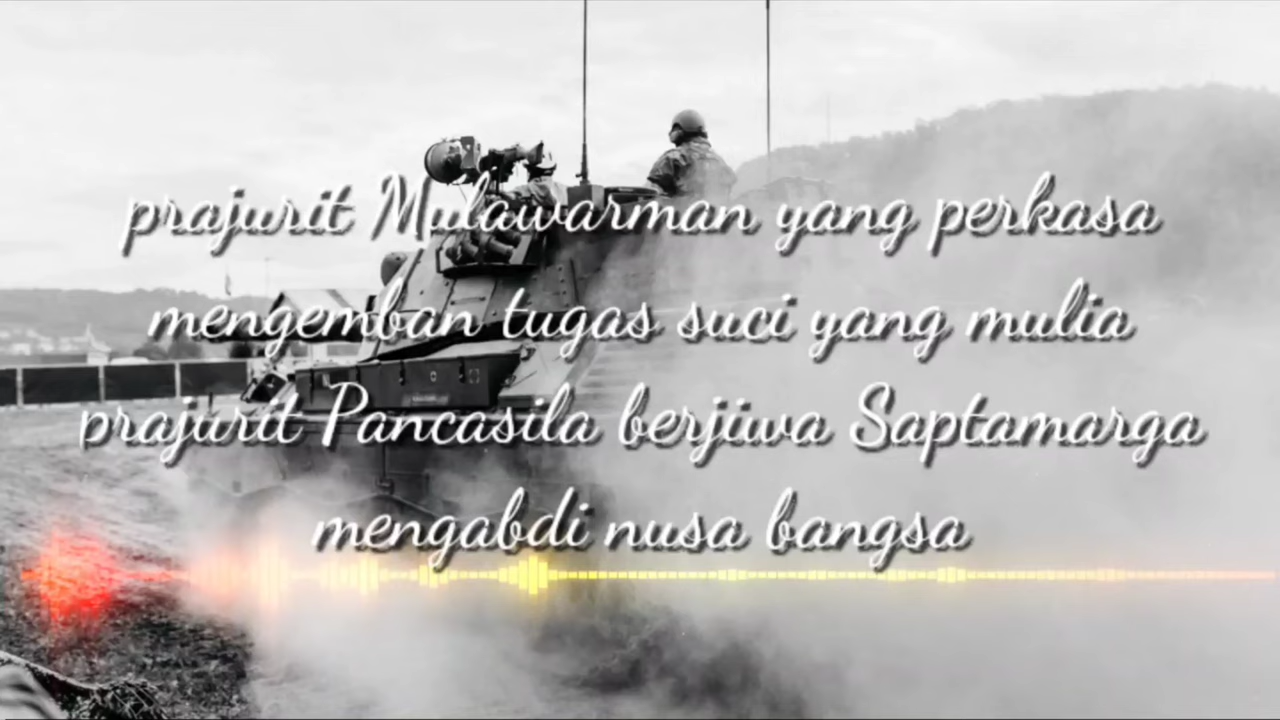 prajurit Mulawarman yang perkasa
mengemban tugas suci yang mulia
prajurit Pancasila berjiwa Saptamarga
mengabdi nusa bangsa